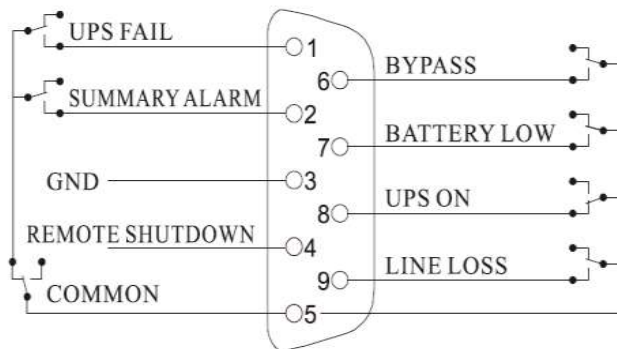 UPS FAIL
1
6
BYPASS
SUMMARY ALARM
2
7
BATTERY LOW
GND
3
8
UPS ON
REMOTE SHUTDOWN
4
9
LINE LOSS
COMMON
5